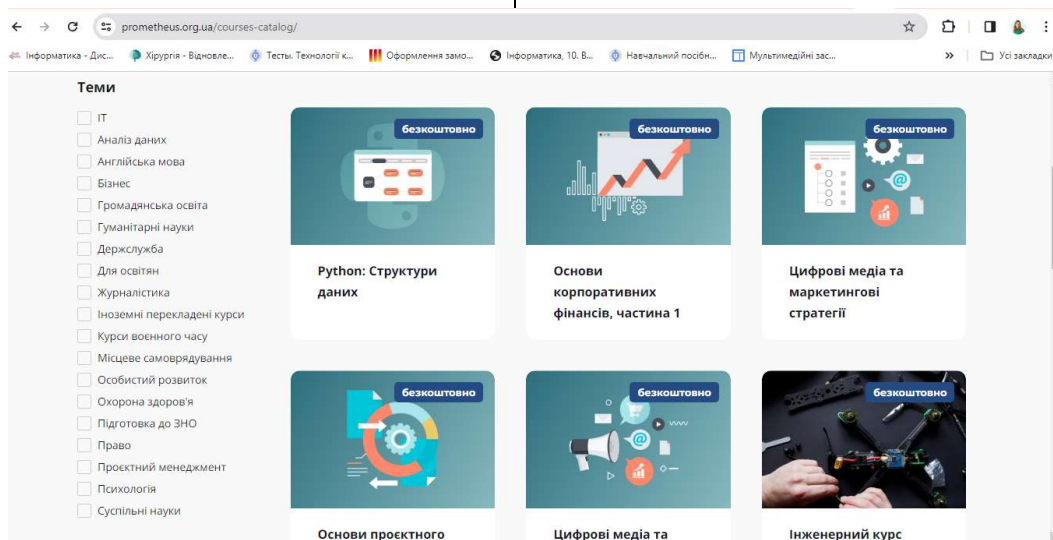 prometheus.org.ua/courses-catalog/
Інформатика - Дис...
Хірургія - Відновле...
Тесты. Технології к...
Оформлення замо...
Інформатика, 10. В...
Навчальний посібн...
Мультимедійні зас...
»
Усі закладки
Теми
ІТ
Аналіз даних
Англійська мова
Бізнес
Громадянська освіта
Гуманітарні науки
Держслужба
Для освітян
Журналістика
Іноземні перекладені курси
Курси воєнного часу
Місцеве самоврядування
Особистий розвиток
Охорона здоров'я
Підготовка до ЗНО
Право
Проєктний менеджмент
Психологія
Суспільні науки
безкоштовно
Python: Структури
даних
безкоштовно
Основи
корпоративних
фінансів, частина 1
безкоштовно
Цифрові медіа та
маркетингові
стратегії
безкоштовно
Основи проєктного
безкоштовно
Цифрові медіа та
безкоштовно
Інженерний курс